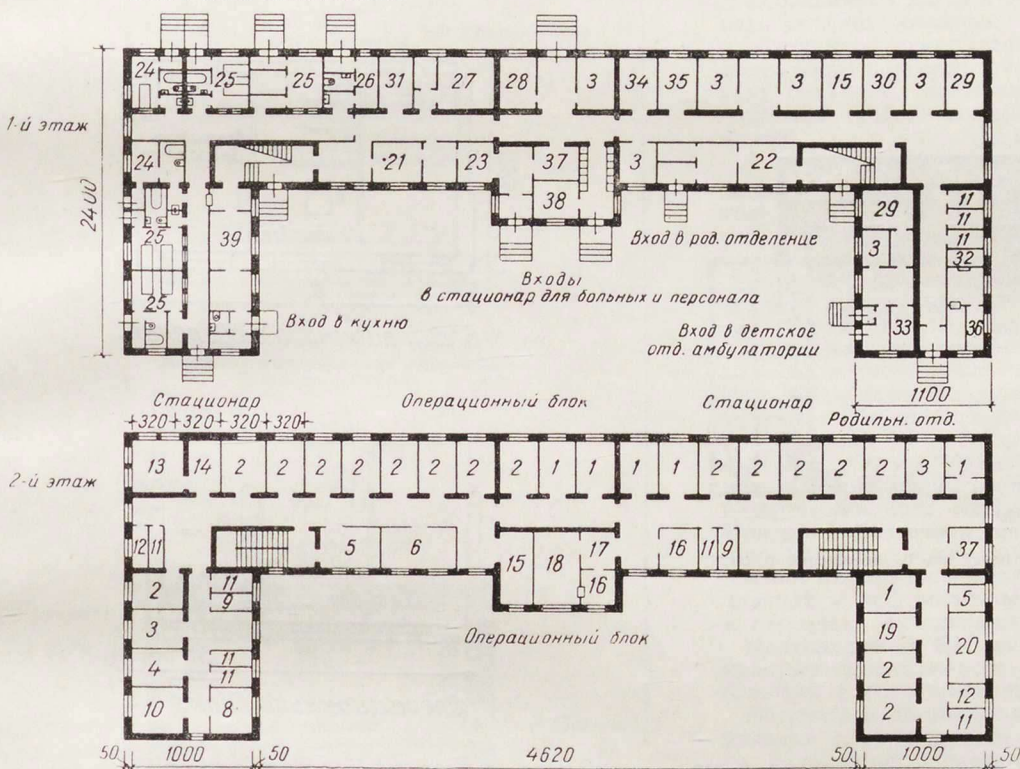 24 25 25 26 31 27 28 3 34 35 3 3 15 30 3 29
1-й этаж
24 21 23 37 3 22
38
2400
25 39 29 11
11
3 11
32
25 33 36
Вход в род. отделение
Входы
в стационар для больных и персонала
Вход в кухню
Вход в детское
отд. амбулатории
1100
Стационар Операционный блок Стационар Родильн. отд.
320 320 320 320
2-й этаж
13 14 2 2 2 2 2 2 2 1 1 1 1 2 2 2 2 2 3 1
12 11 5 6 15 18 17 16 11 9 37
16
2 11 1 5
9
3 19 20
4 11 2
11
10 8 2 12
11
Операционный блок
50 1000 50 4620 50 1000 50